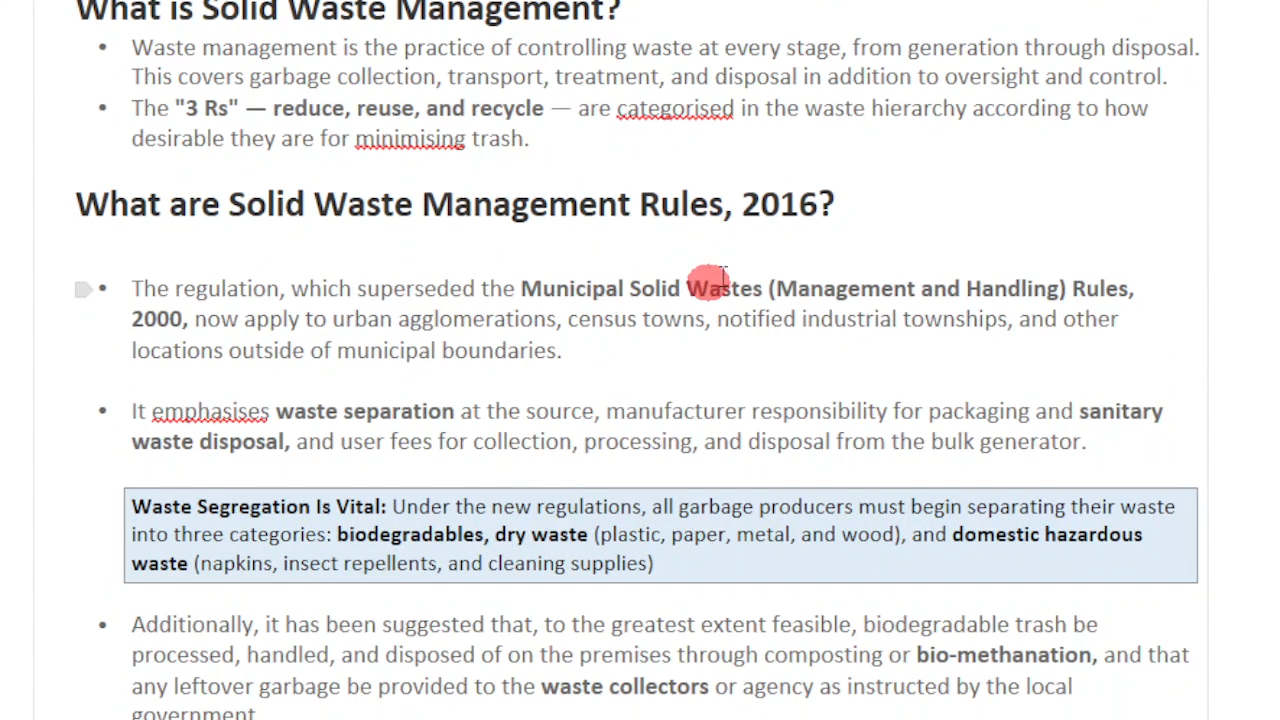 What is Solid Waste Management?
• Waste management is the practice of controlling waste at every stage, from generation through disposal.
This covers garbage collection, transport, treatment, and disposal in addition to oversight and control.
• The "3 Rs" — reduce, reuse, and recycle — are categorised in the waste hierarchy according to how
desirable they are for minimising trash.
What are Solid Waste Management Rules, 2016?
• The regulation, which superseded the Municipal Solid Wastes (Management and Handling) Rules,
2000, now apply to urban agglomerations, census towns, notified industrial townships, and other
locations outside of municipal boundaries.
• It emphasises waste separation at the source, manufacturer responsibility for packaging and sanitary
waste disposal, and user fees for collection, processing, and disposal from the bulk generator.
Waste Segregation Is Vital: Under the new regulations, all garbage producers must begin separating their waste
into three categories: biodegradables, dry waste (plastic, paper, metal, and wood), and domestic hazardous
waste (napkins, insect repellents, and cleaning supplies)
• Additionally, it has been suggested that, to the greatest extent feasible, biodegradable trash be
processed, handled, and disposed of on the premises through composting or bio-methanation, and that
any leftover garbage be provided to the waste collectors or agency as instructed by the local
government.